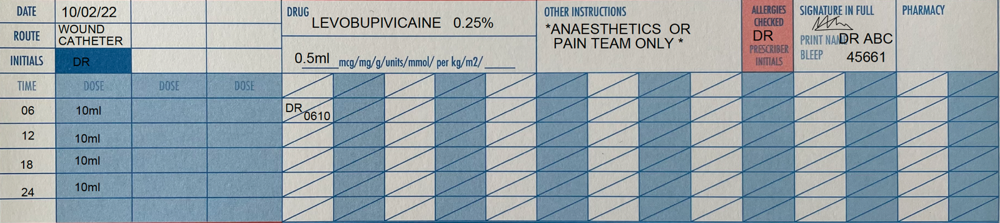 DATE 10/02/22
ROUTE WOUND CATHETER
INITIALS DR
DRUG
LEVOBUPIVICAINE 0.25%
0.5ml mcg/mg/g/units/mmol/ per kg/m2/
OTHER INSTRUCTIONS
*ANAESTHETICS OR
PAIN TEAM ONLY *
ALLERGIES
CHECKED
DR
PRESCRIBER
INITIALS
SIGNATURE IN FULL
PRINT NAME DR ABC
BLEEP 45661
PHARMACY
TIME DOSE DOSE DOSE
06 10ml DR 0610
12 10ml
18 10ml
24 10ml